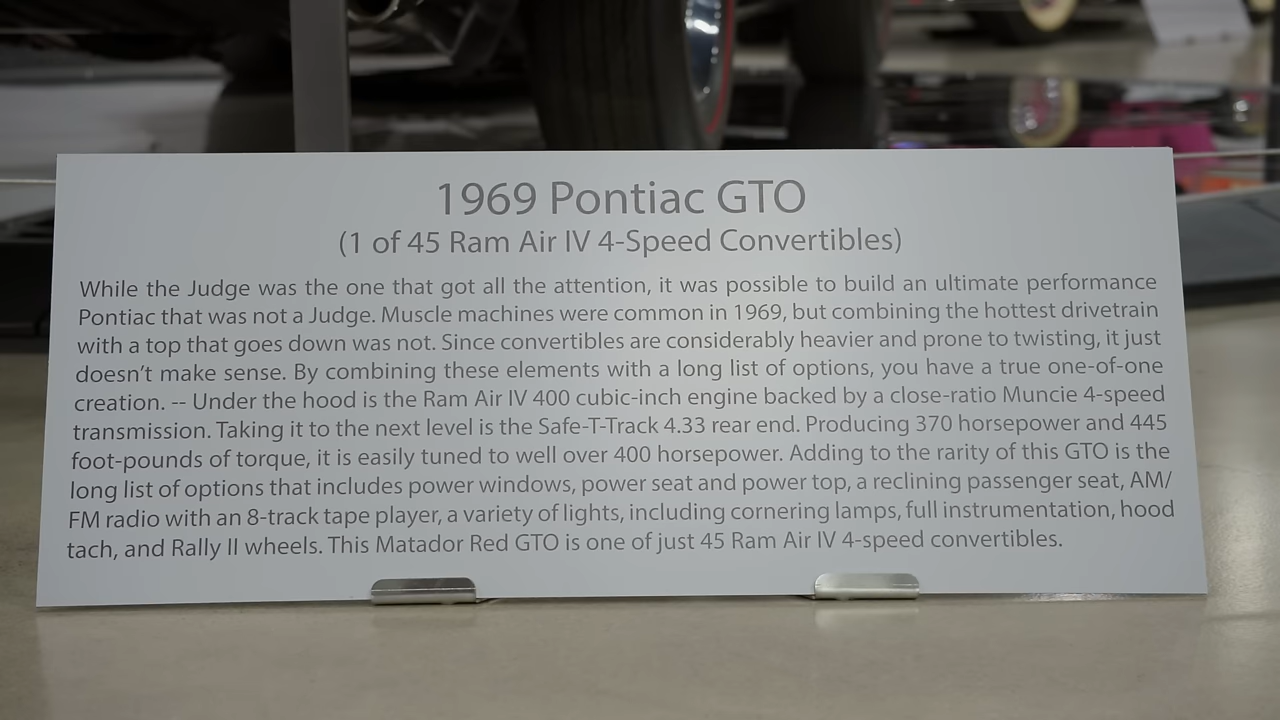 1969 Pontiac GTO
(1 of 45 Ram Air IV 4-Speed Convertibles)
While the Judge was the one that got all the attention, it was possible to build an ultimate performance
Pontiac that was not a Judge. Muscle machines were common in 1969, but combining the hottest drivetrain
with a top that goes down was not. Since convertibles are considerably heavier and prone to twisting, it just
doesn't make sense. By combining these elements with a long list of options, you have a true one-of-one
creation. -- Under the hood is the Ram Air IV 400 cubic-inch engine backed by a close-ratio Muncie 4-speed
transmission. Taking it to the next level is the Safe-T-Track 4.33 rear end. Producing 370 horsepower and 445
foot-pounds of torque, it is easily tuned to well over 400 horsepower. Adding to the rarity of this GTO is the
long list of options that includes power windows, power seat and power top, a reclining passenger seat, AM/
FM radio with an 8-track tape player, a variety of lights, including cornering lamps, full instrumentation, hood
tach, and Rally II wheels. This Matador Red GTO is one of just 45 Ram Air IV 4-speed convertibles.